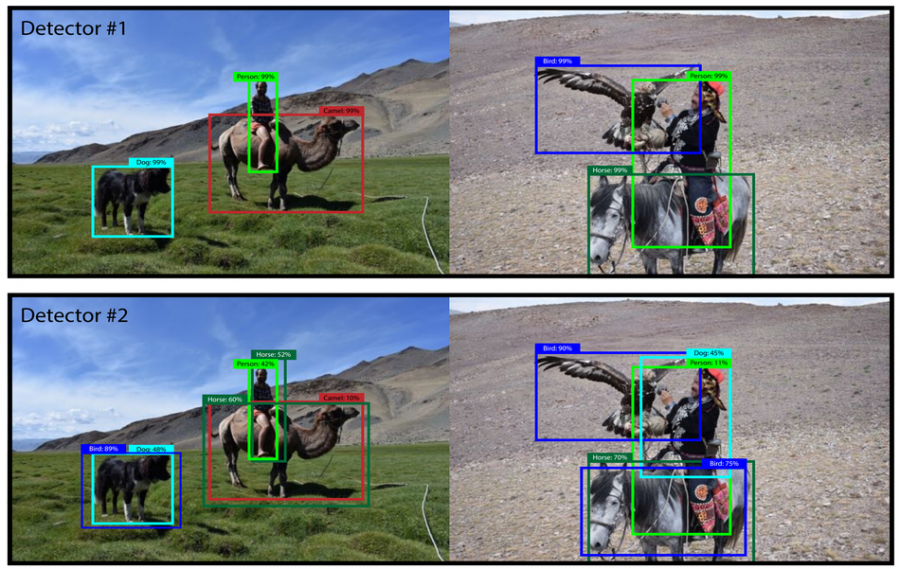 Detector #1
Person: 99%
Camel: 99%
Dog: 99%
Bird: 99%
Person: 99%
Horse: 99%
Detector #2
Horse: 52%
Person: 42%
Horse: 60%
Camel: 10%
Bird: 89%
Dog: 48%
Bird: 90%
Dog: 45%
Person: 11%
Horse: 70%
Bird: 75%